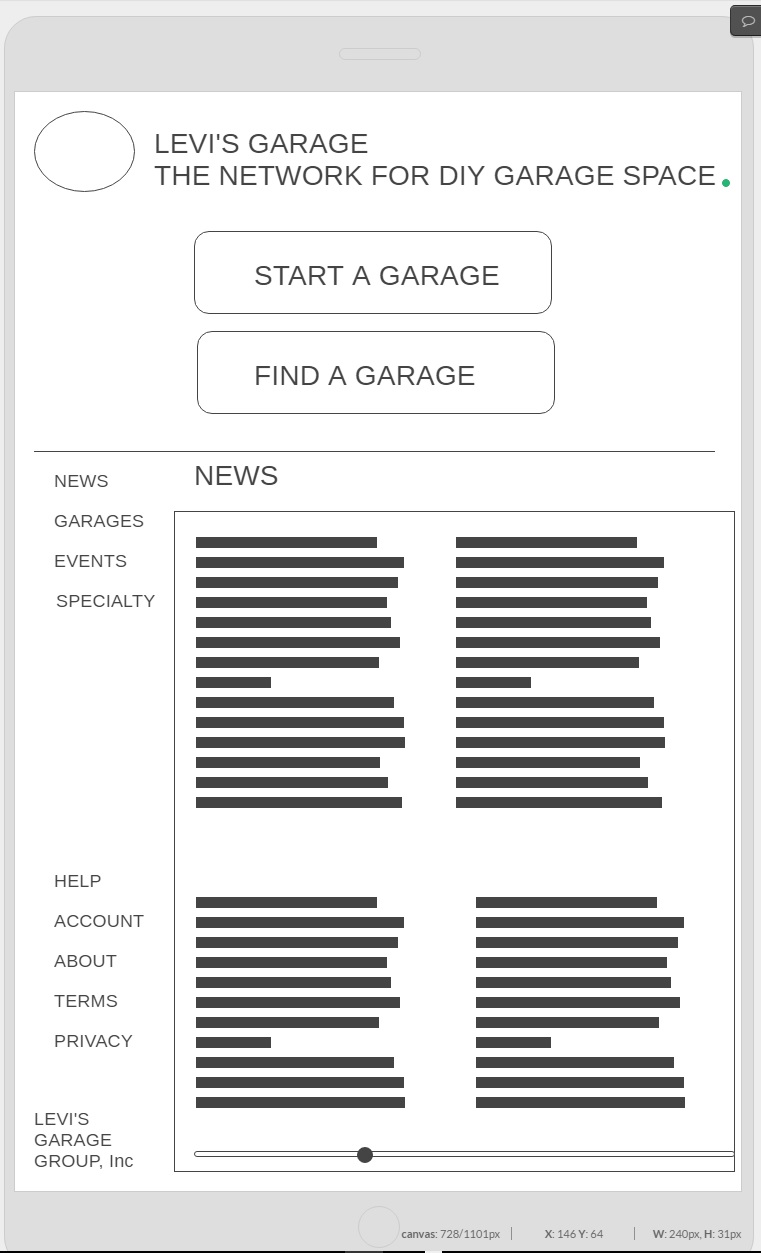 LEVI'S GARAGE
THE NETWORK FOR DIY GARAGE SPACE.
START A GARAGE
FIND A GARAGE
NEWS
GARAGES
EVENTS
SPECIALTY
NEWS
HELP
ACCOUNT
ABOUT
TERMS
PRIVACY
LEVI'S
GARAGE
GROUP, Inc
canvas: 728/1101px X: 146 Y: 64 W: 240px, H: 31px